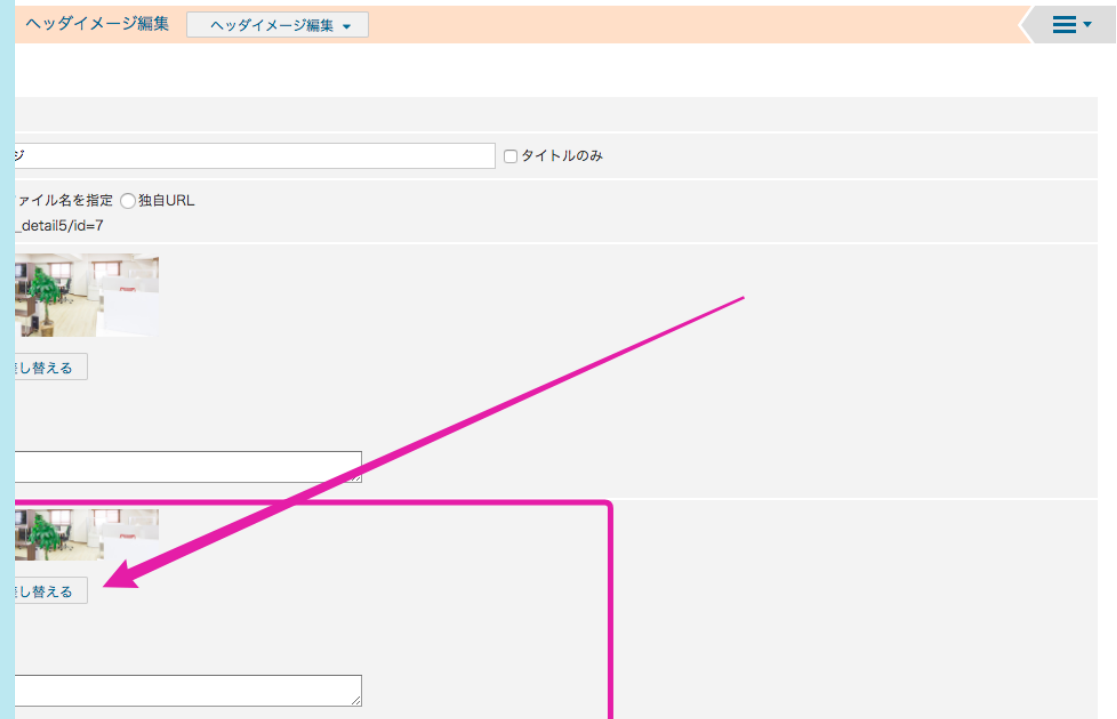 ヘッダイメージ編集 ヘッダイメージ編集
ジ タイトルのみ
ァイル名を指定 独自URL
_detail5/id=7
し替える
し替える